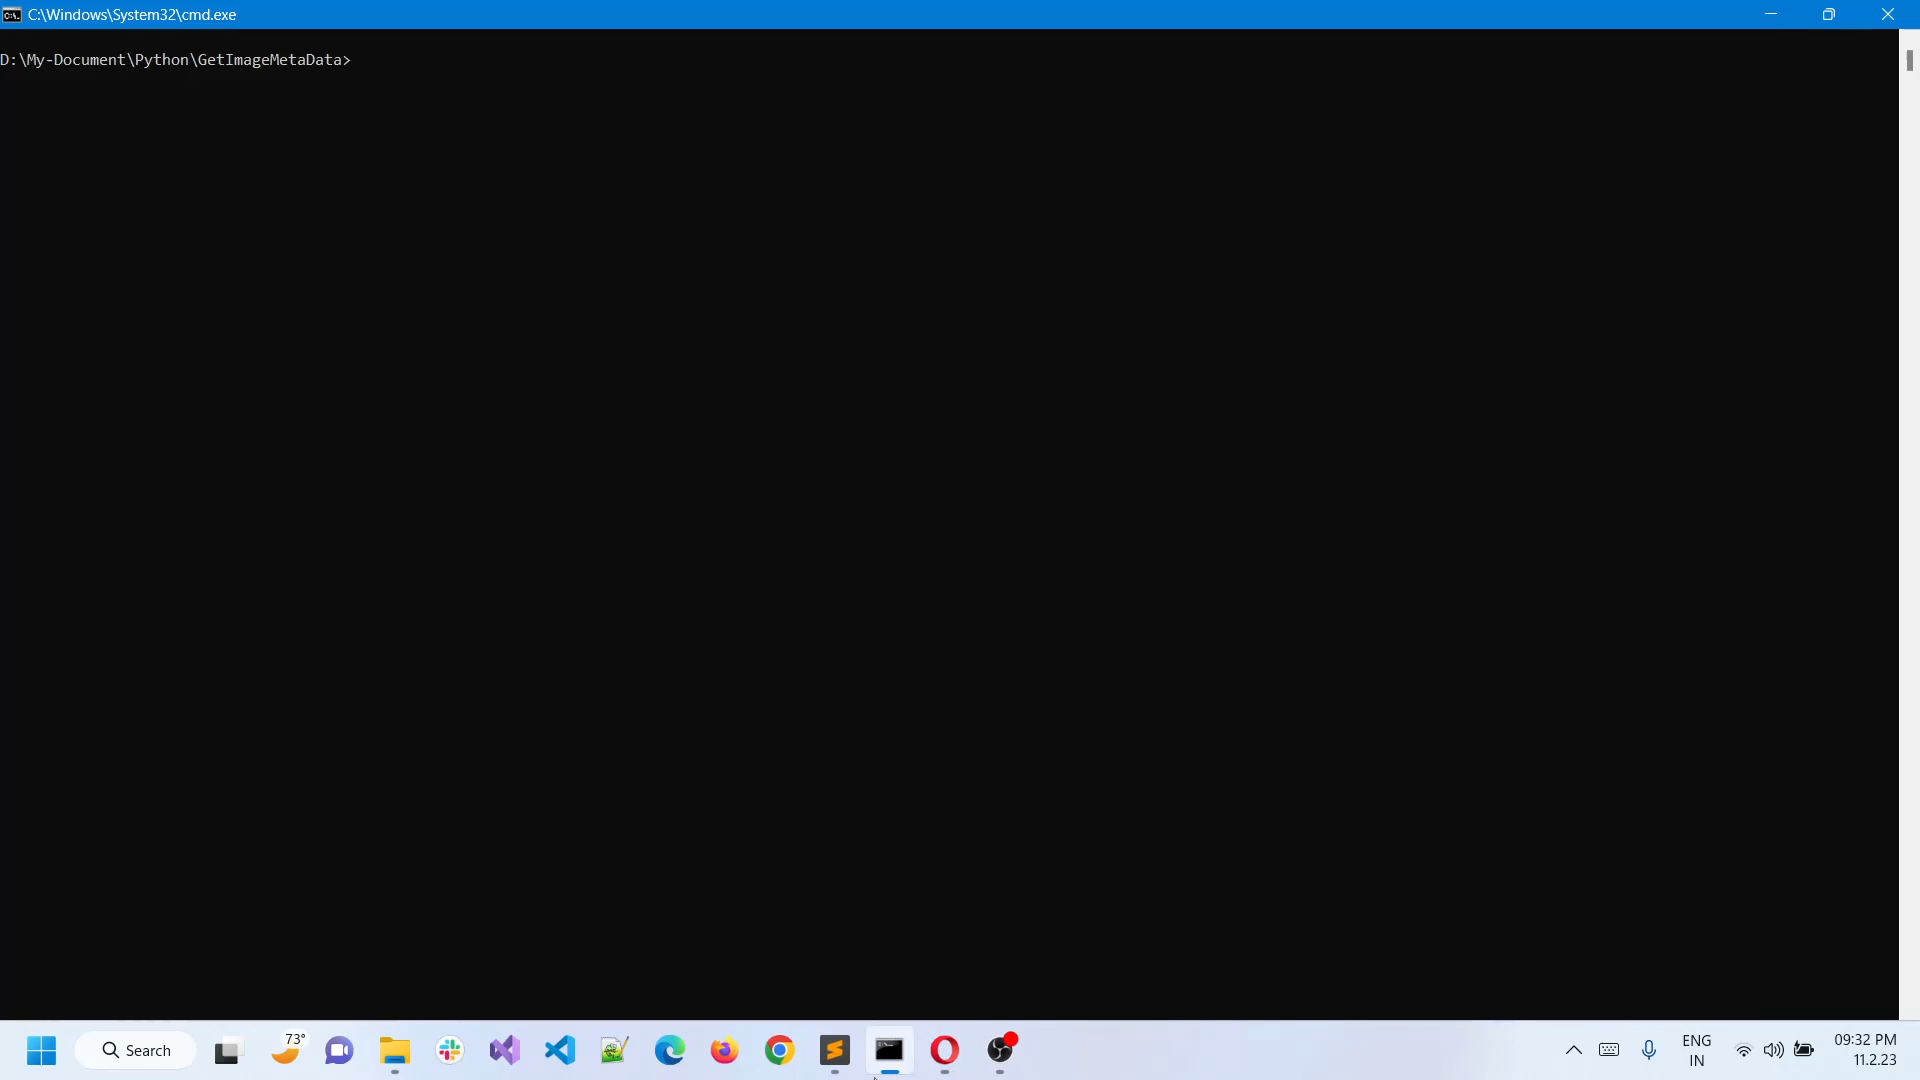 C:\Windows\System32\cmd.exe
D:\My-Document\Python\GetImageMetaData>
73°
Search
ENG
IN
09:32 PM
11.2.23